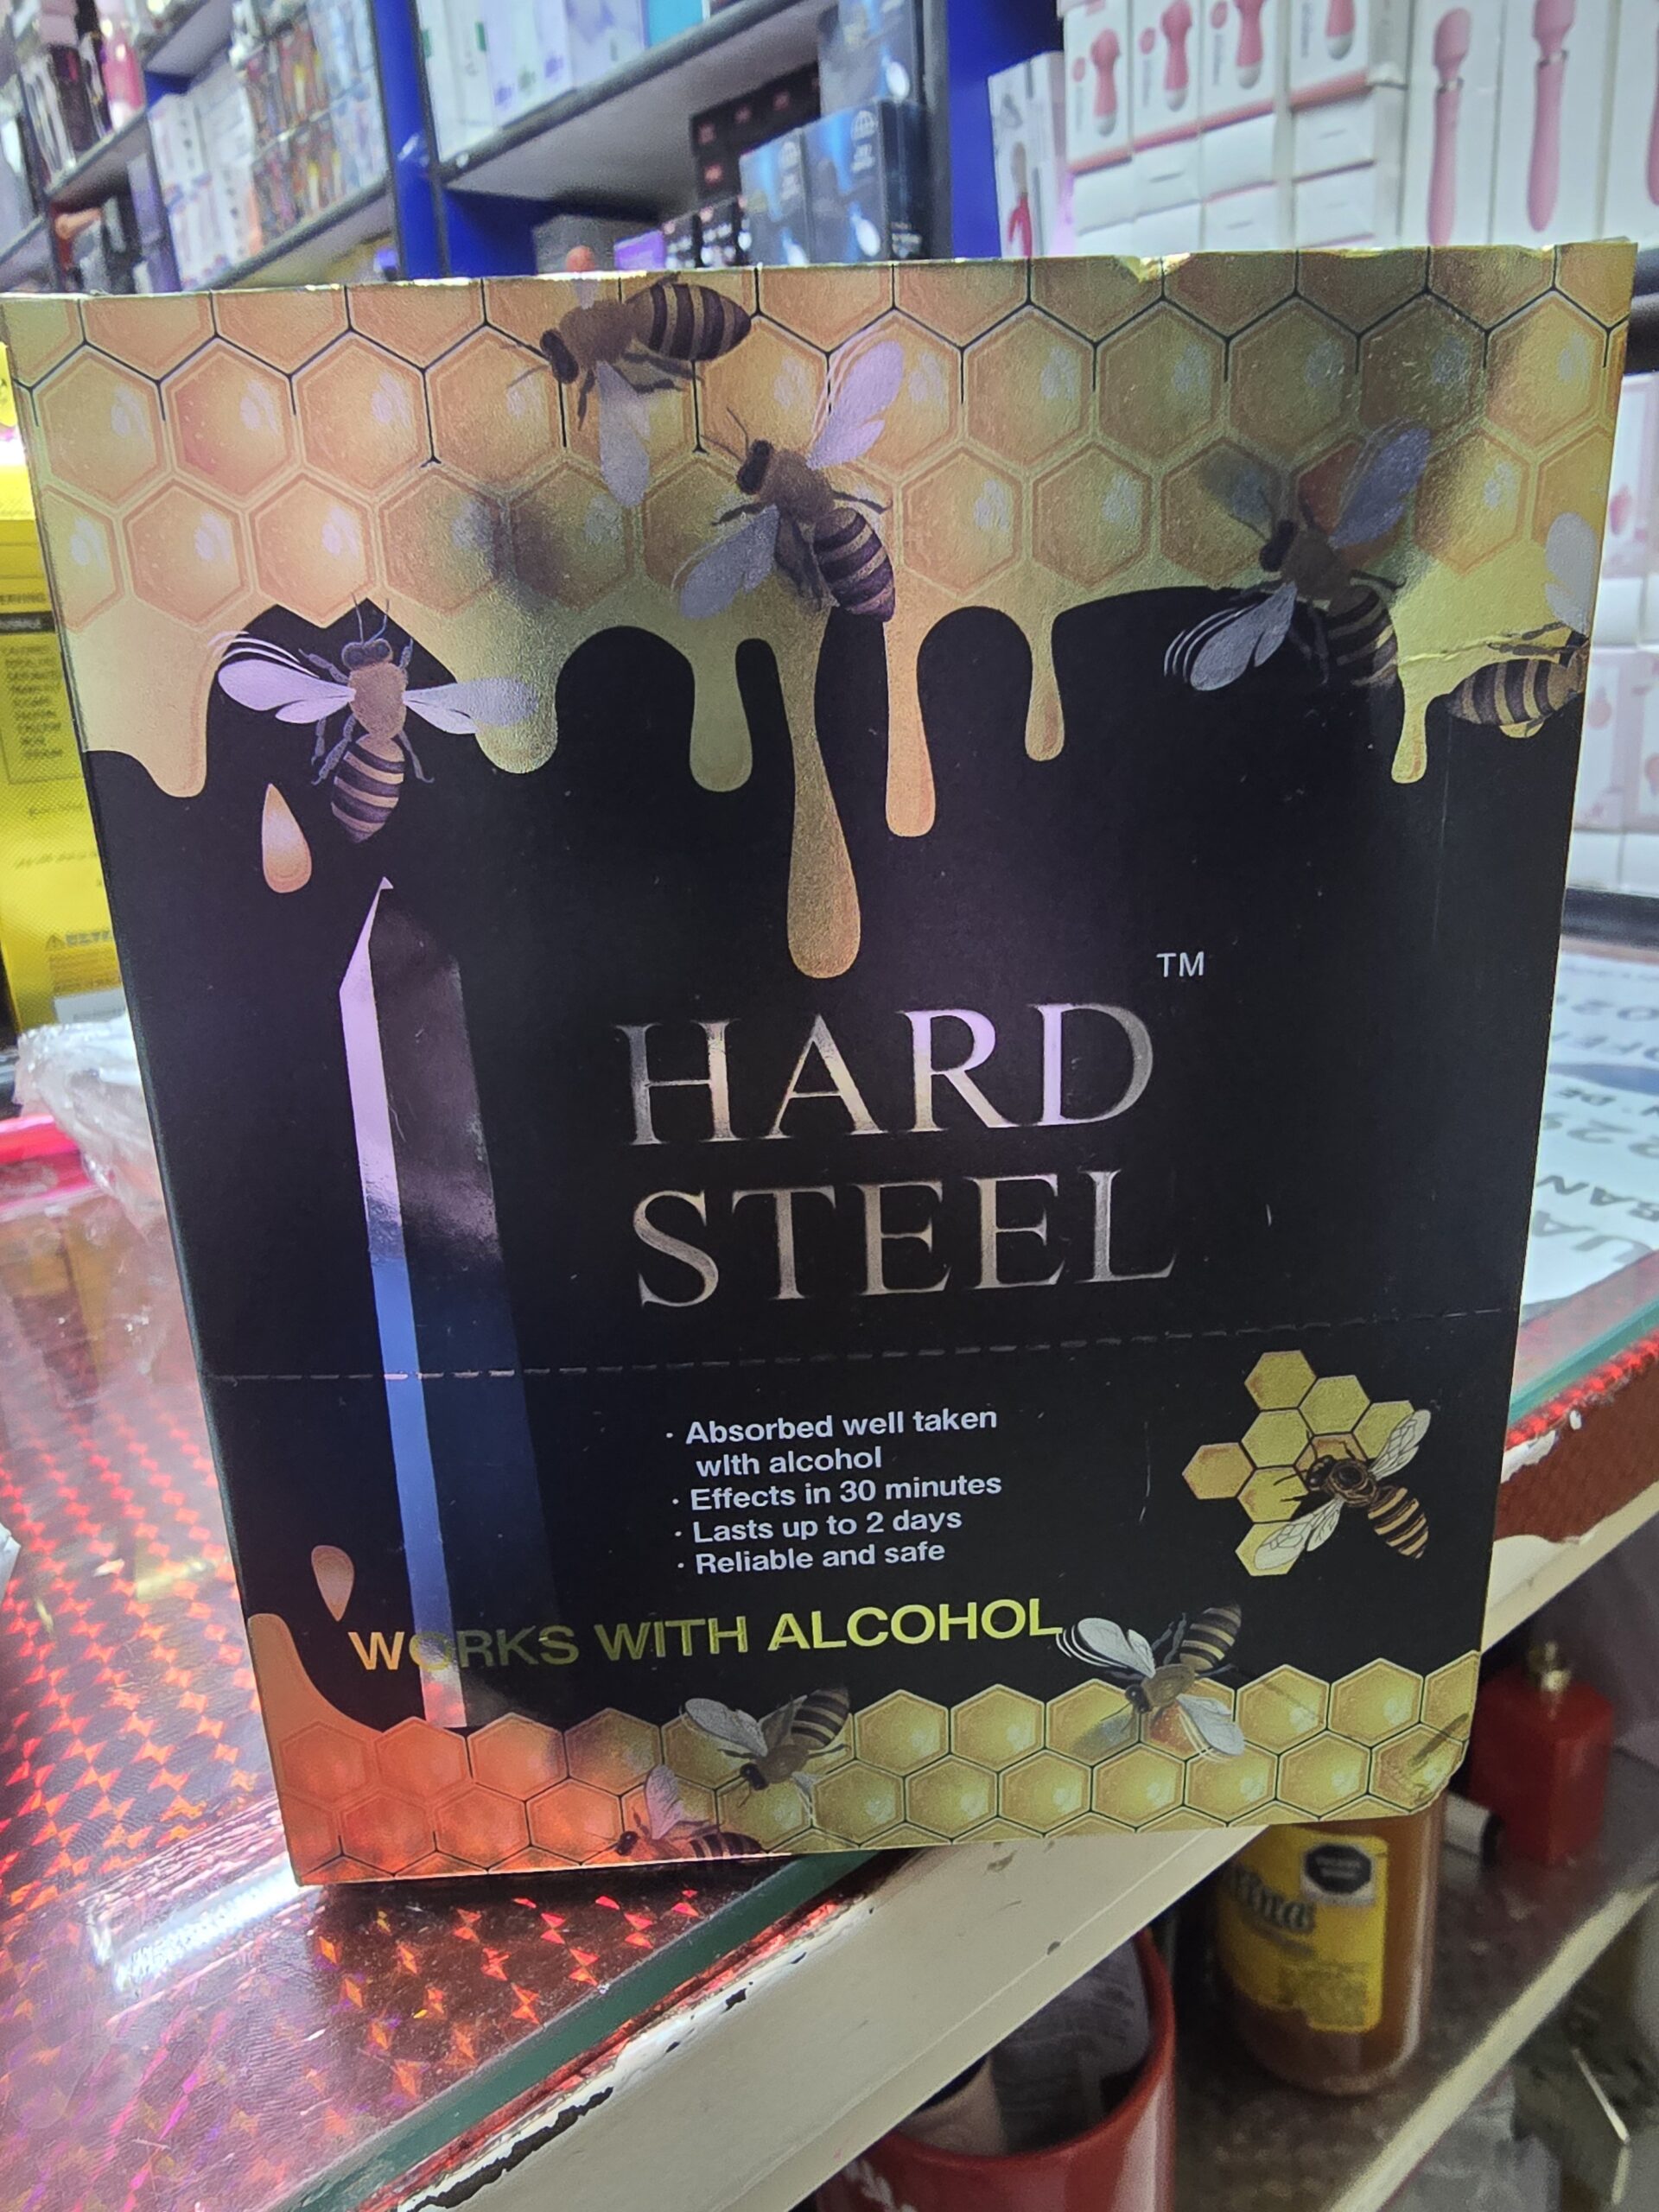 HARD
TM
STEEL
· Absorbed well taken
with alcohol
· Effects in 30 minutes
· Lasts up to 2 days
· Reliable and safe
WORKS WITH ALCOHOL